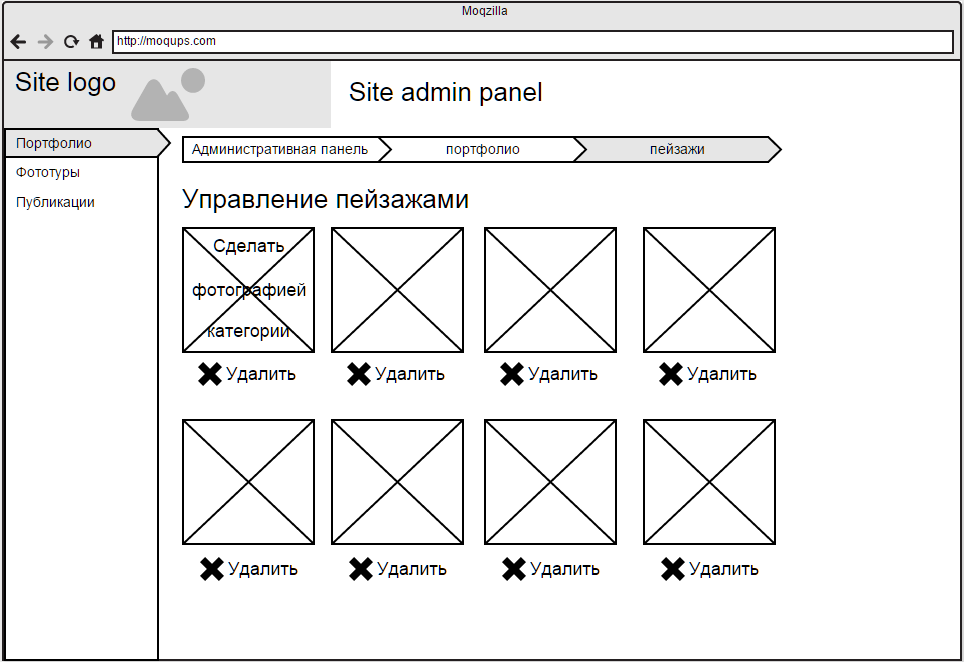 Moqzilla
http://moqups.com
Site logo
Site admin panel
Портфолио
Фототуры
Публикации
Административная панель портфолио пейзажи
Управление пейзажами
Сделать
фотографией
категории
Удалить Удалить Удалить Удалить
Удалить Удалить Удалить Удалить